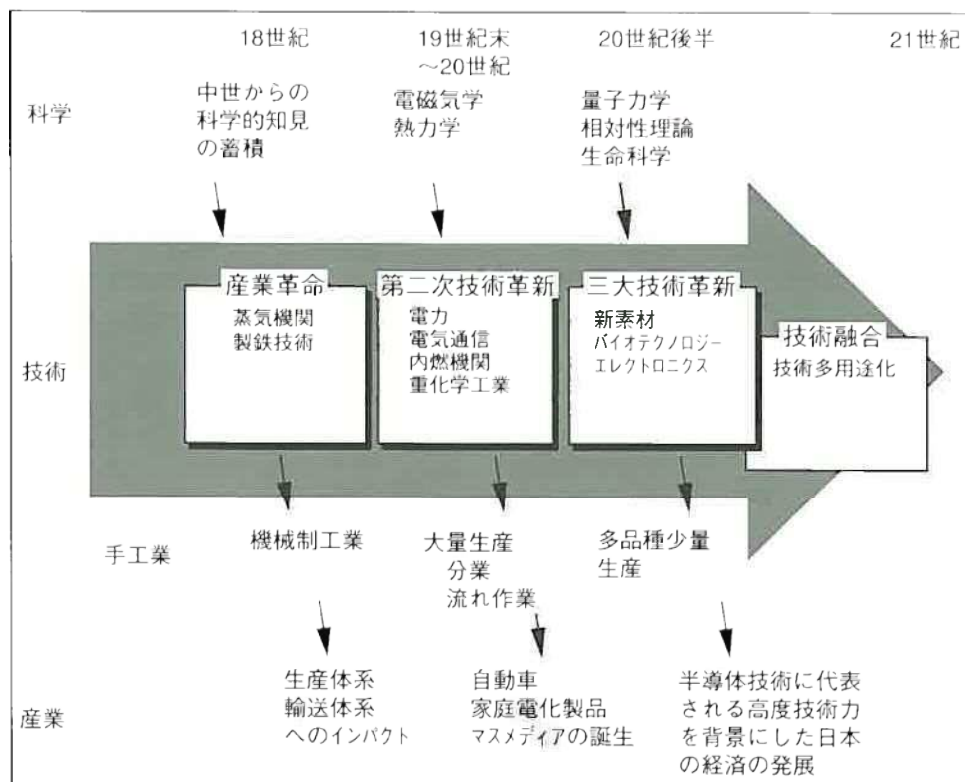 18世紀
19世紀末
～20世紀
20世紀後半
21世紀
科学
中世からの
科学的知見
の蓄積
電磁気学
熱力学
量子力学
相対性理論
生命科学
技術
産業革命
蒸気機関
製鉄技術
第二次技術革新
電力
電気通信
内燃機関
重化学工業
三大技術革新
新素材
バイオテクノロジー
エレクトロニクス
技術融合
技術多用途化
手工業
機械制工業
大量生産
分業
流れ作業
多品種少量
生産
産業
生産体系
輸送体系
へのインパクト
自動車
家庭電化製品
マスメディアの誕生
半導体技術に代表
される高度技術力
を背景にした日本
の経済の発展